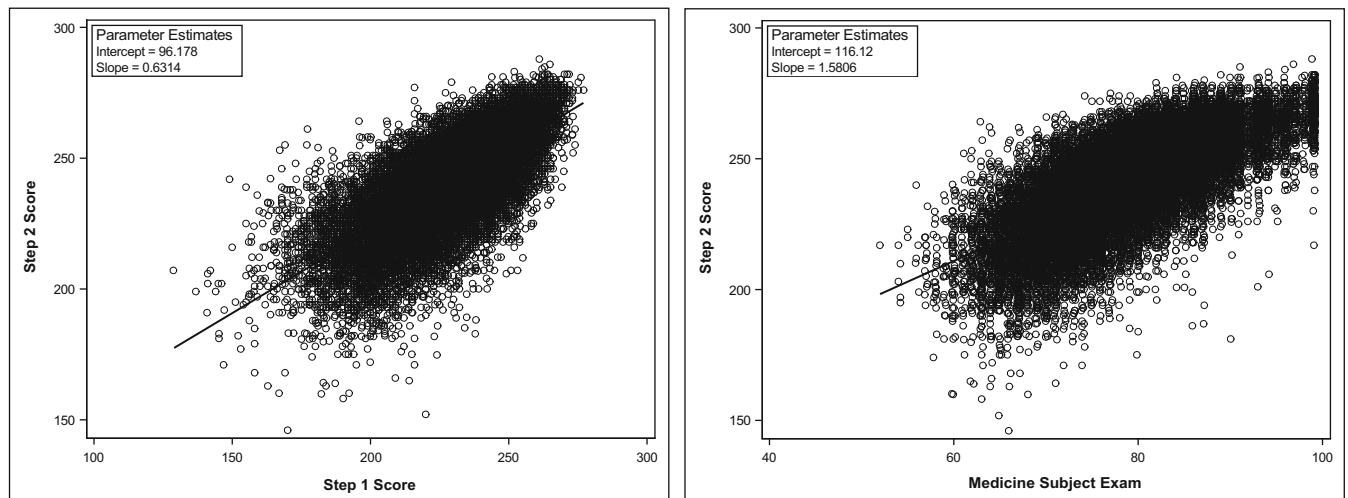 Parameter Estimates
Intercept = 96.178
Slope = 0.6314
300
250
200
150
Step 2 Score
100
150
200
250
300
Step 1 Score
Parameter Estimates
Intercept = 116.12
Slope = 1.5806
300
250
200
150
Step 2 Score
40
60
80
100
Medicine Subject Exam